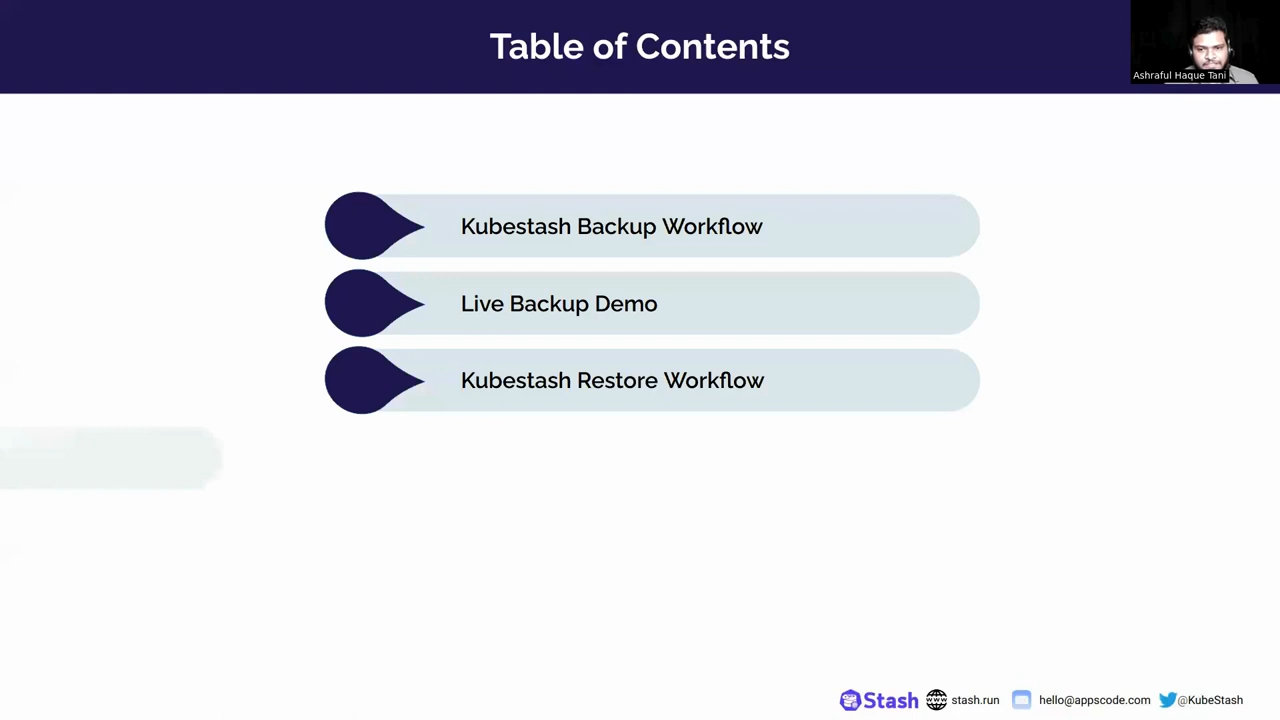 Table of Contents
Ashraful Haque Tani
Kubestash Backup Workflow
Live Backup Demo
Kubestash Restore Workflow
Stash stash.run hello@appscode.com @KubeStash